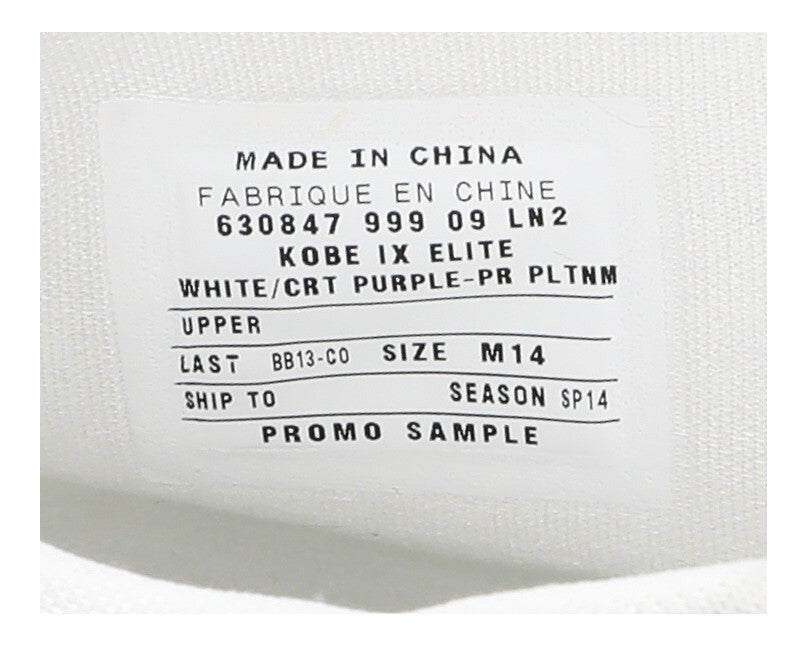 MADE IN CHINA
FABRIQUE EN CHINE
630847 999 09 LN2
KOBE IX ELITE
WHITE/CRT PURPLE-PR PLTNM
UPPER
LAST BB13-CO SIZE M14
SHIP TO SEASON SP14
PROMO SAMPLE